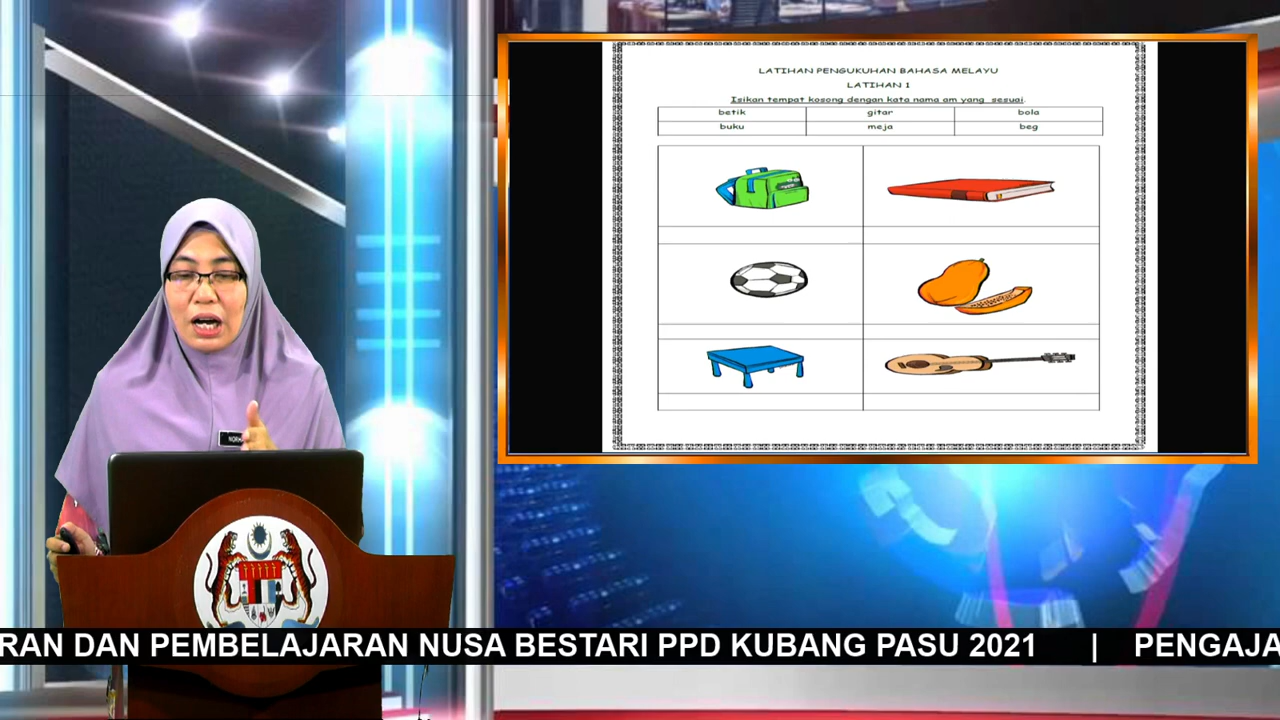 LATIHAN PENGUKUHAN BAHASA MELAYU
LATIHAN 1
Isikan tempat kosong dengan kata nama am yang sesuai.
betik gitar bola
buku meja beg
RAN DAN PEMBELAJARAN NUSA BESTARI PPD KUBANG PASU 2021 | PENGAJA